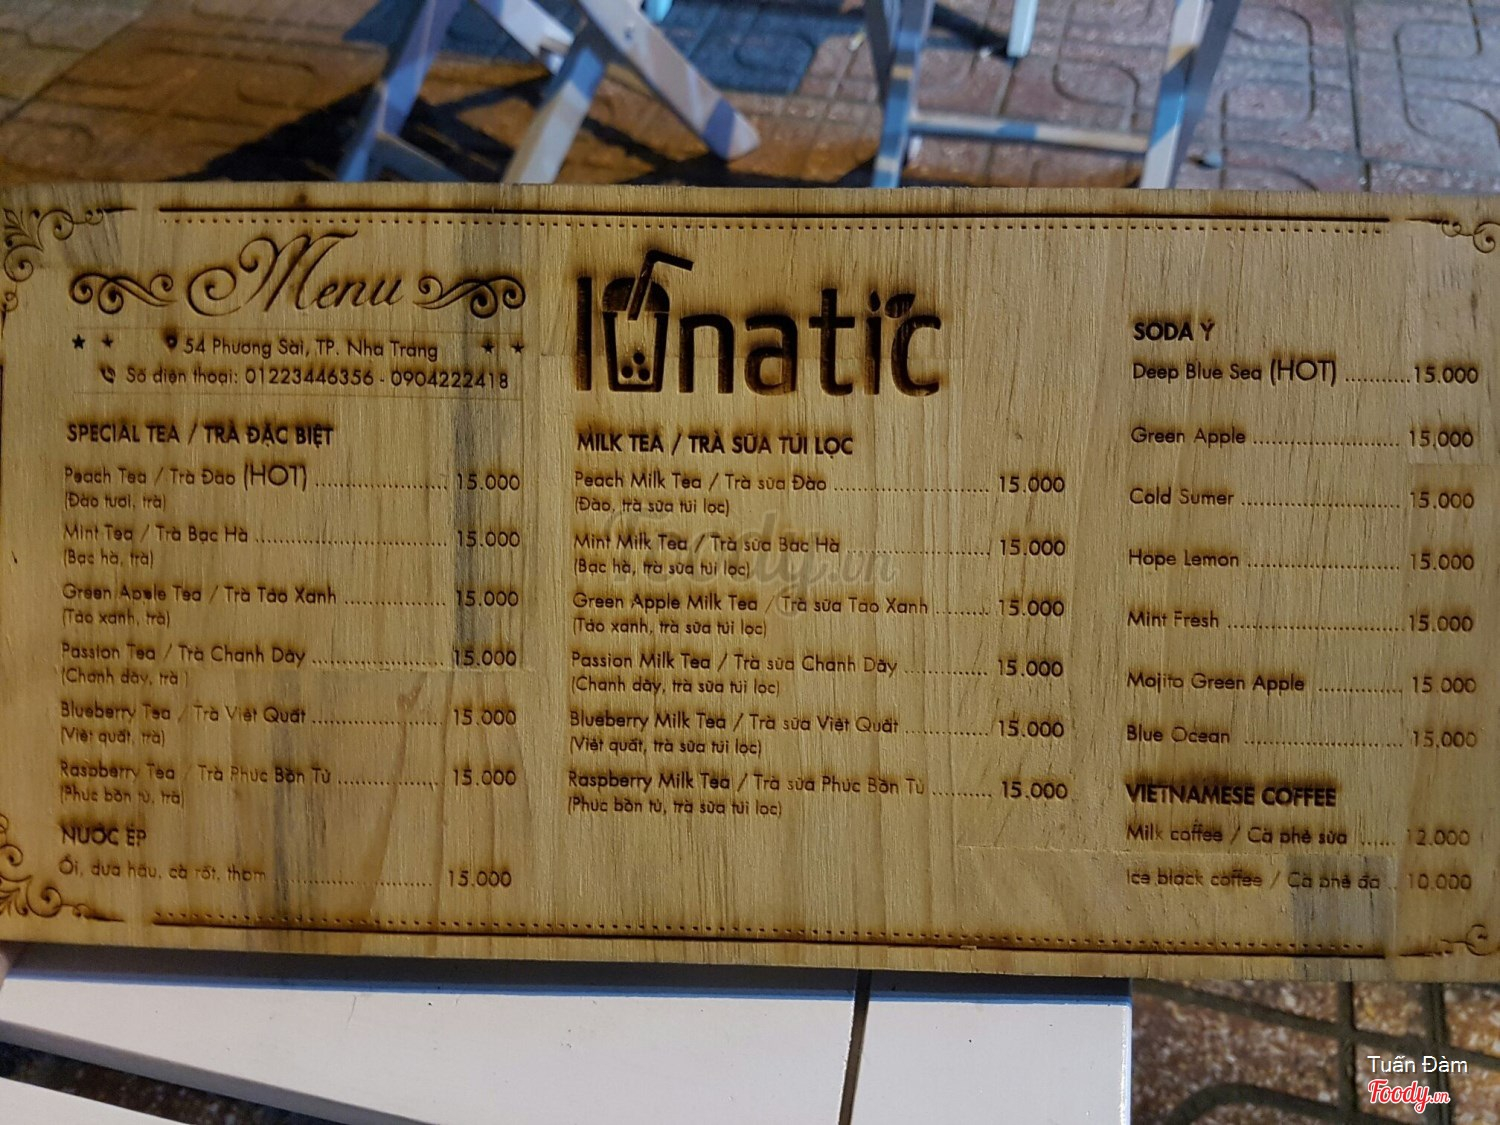 Menu
54 Phương Sài, TP. Nha Trang
Số điện thoại: 01223446356 - 0904222418
SPECIAL TEA / TRÀ ĐẶC BIỆT
Peach Tea / Trà Đào (HOT) 15.000
(Đào tươi, trà)
Mint Tea / Trà Bạc Hà 15.000
(Bạc hà, trà)
Green Apple Tea / Trà Táo Xanh 15.000
(Táo xanh, trà)
Passion Tea / Trà Chanh Dây 15.000
(Chanh dây, trà )
Blueberry Tea / Trà Việt Quất 15.000
(Việt quất, trà)
Raspberry Tea / Trà Phúc Bồn Tử 15.000
(Phúc bồn tử, trà)
NƯỚC ÉP
Ổi, dưa hấu, cà rốt, thơm 15.000
lunatic
MILK TEA / TRÀ SỮA TÚI LỌC
Peach Milk Tea / Trà sữa Đào 15.000
(Đào, trà sữa túi lọc)
Mint Milk Tea / Trà sữa Bạc Hà 15.000
(Bạc hà, trà sữa túi lọc)
Green Apple Milk Tea / Trà sữa Táo Xanh 15.000
(Táo xanh, trà sữa túi lọc)
Passion Milk Tea / Trà sữa Chanh Dây 15.000
(Chanh dây, trà sữa túi lọc)
Blueberry Milk Tea / Trà sữa Việt Quất 15.000
(Việt quất, trà sữa túi lọc)
Raspberry Milk Tea / Trà sữa Phúc Bồn Tử 15.000
(Phúc bồn tử, trà sữa túi lọc)
SODA Ý
Deep Blue Sea (HOT) 15.000
Green Apple 15.000
Cold Sumer 15.000
Hope Lemon 15.000
Mint Fresh 15.000
Mojito Green Apple 15.000
Blue Ocean 15.000
VIETNAMESE COFFEE
Milk coffee / Cà phê sữa 12.000
Ice black coffee / Cà phê đá 10.000
Foody.vn
Tuấn Đàm
Foody.vn